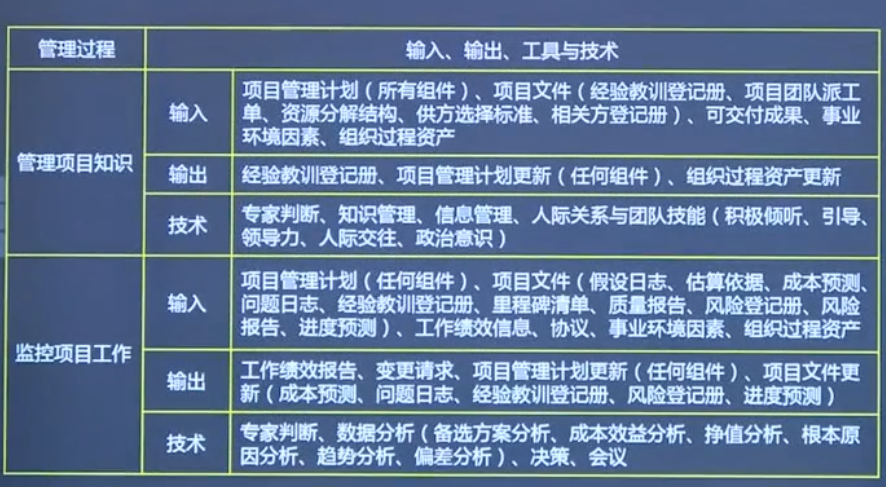 管理过程
输入、输出、工具与技术
管理项目知识
输入
项目管理计划（所有组件）、项目文件（经验教训登记册、项目团队派工
单、资源分解结构、供方选择标准、相关方登记册）、可交付成果、事业
环境因素、组织过程资产
输出
经验教训登记册、项目管理计划更新（任何组件）、组织过程资产更新
技术
专家判断、知识管理、信息管理、人际关系与团队技能（积极倾听、引导、
领导力、人际交往、政治意识）
监控项目工作
输入
项目管理计划（任何组件）、项目文件（假设日志、估算依据、成本预测、
问题日志、经验教训登记册、里程碑清单、质量报告、风险登记册、风险
报告、进度预测）、工作绩效信息、协议、事业环境因素、组织过程资产
输出
工作绩效报告、变更请求、项目管理计划更新（任何组件）、项目文件更
新（成本预测、问题日志、经验教训登记册、风险登记册、进度预测）
技术
专家判断、数据分析（备选方案分析、成本效益分析、挣值分析、根本原
因分析、趋势分析、偏差分析）、决策、会议